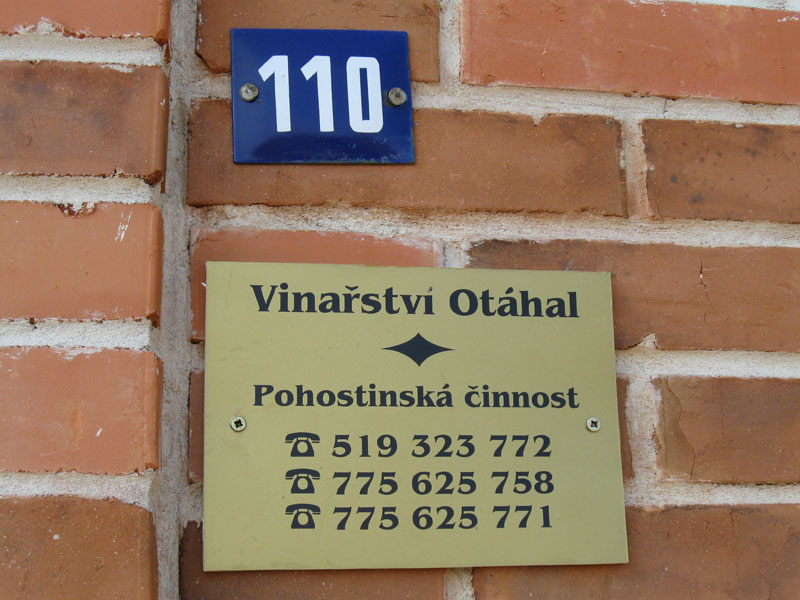 110
Vinařství Otáhal
Pohostinská činnost
☎ 519 323 772
☎ 775 625 758
☎ 775 625 771